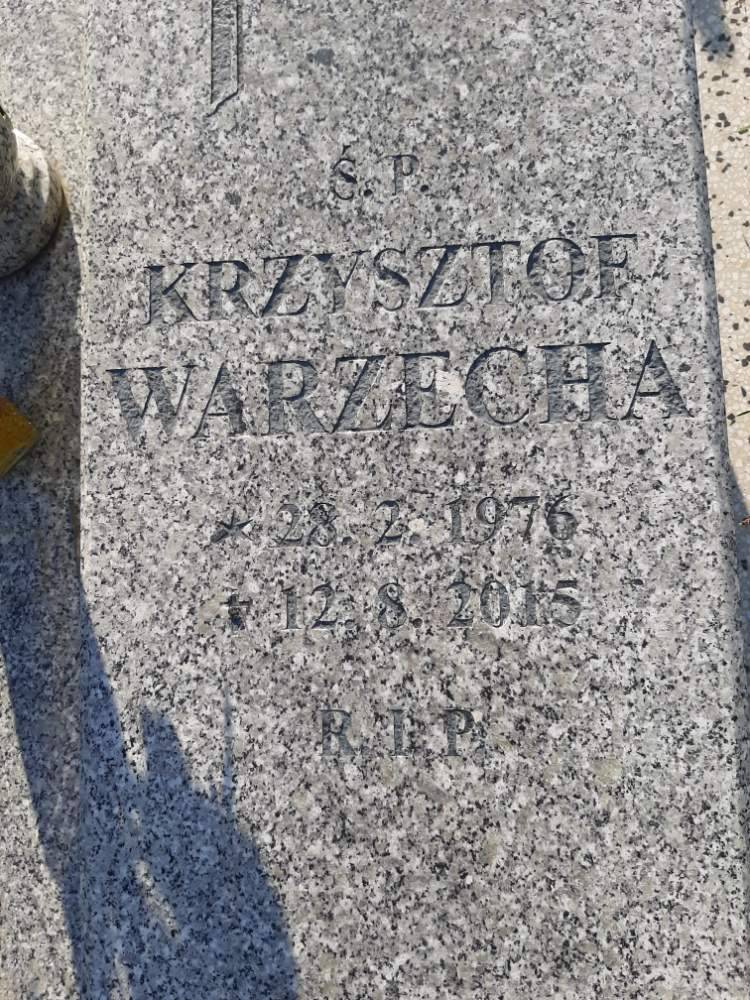 Ś. P.
KRZYSZTOF
WARZECHA
* 28. 2. 1976
+ 12. 8. 2015
R. I. P.